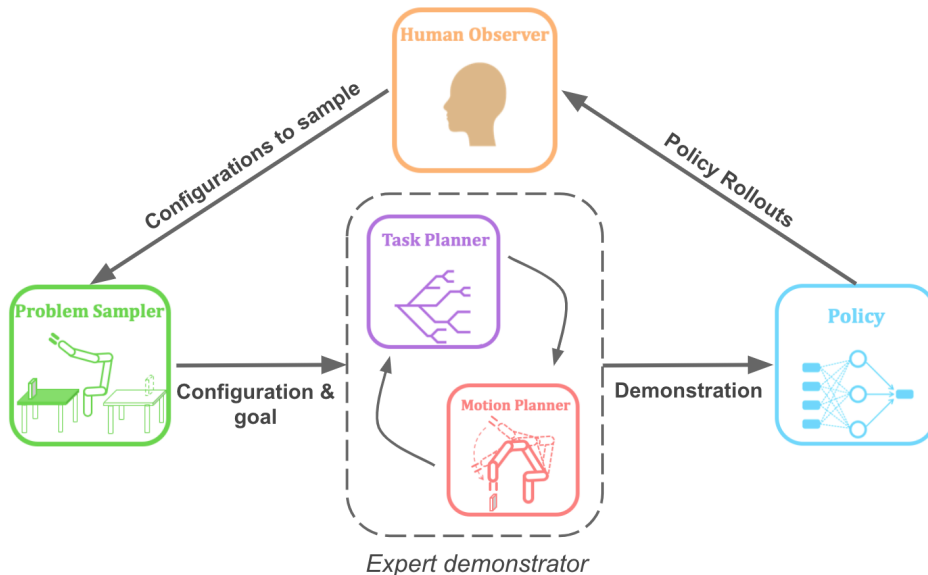 Human Observer
Configurations to sample
Policy Rollouts
Task Planner
Problem Sampler
Policy
Configuration &
goal
Motion Planner
Demonstration
Expert demonstrator